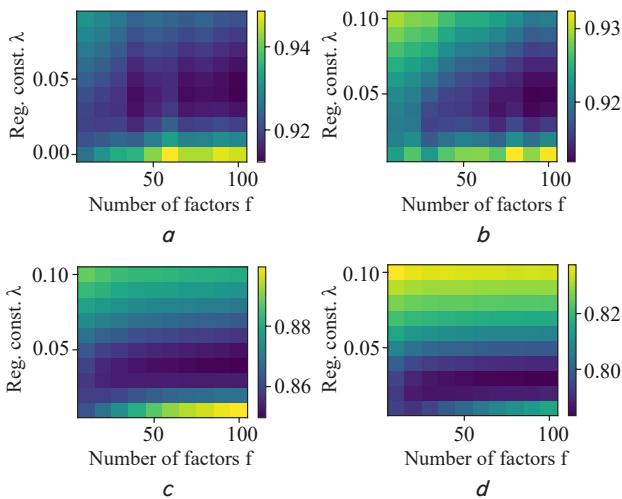 Reg. const. λ
0.05
0.00
50
100
Number of factors f
0.94
0.92
a
Reg. const. λ
0.10
0.05
50
100
Number of factors f
0.93
0.92
b
Reg. const. λ
0.10
0.05
50
100
Number of factors f
0.88
0.86
c
Reg. const. λ
0.10
0.05
50
100
Number of factors f
0.82
0.80
d